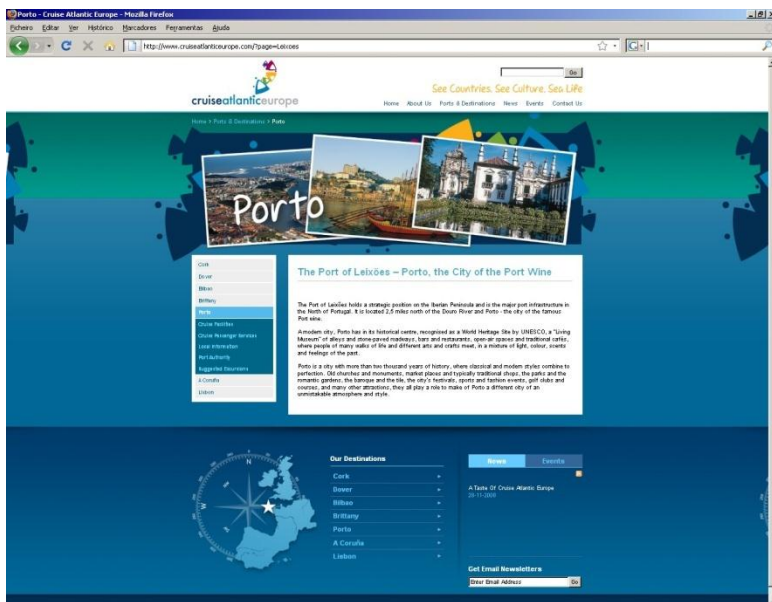 Porto - Cruise Atlantic Europe - Mozilla Firefox
Ficheiro Editar Ver Histórico Marcadores Ferramentas Ajuda
http://www.cruiseatlanticeurope.com/?page=Leixoes
G
Go
See Countries. See Culture. Sea Life
cruiseatlanticeurope
Home About Us Ports & Destinations News Events Contact Us
Home > Ports & Destinations > Porto
Porto
Cork
Dover
Bilbao
Brittany
Porto
Cruise Facilities
Cruise Passenger Services
Local Information
Port Authority
Suggested Excursions
A Coruña
Lisbon
The Port of Leixões – Porto, the City of the Port Wine
The Port of Leixões holds a strategic position on the Iberian Peninsula and is the major port infrastructure in
the North of Portugal. It is located 2,5 miles north of the Douro River and Porto - the city of the famous
Port wine.
A modern city, Porto has in its historical centre, recognised as a World Heritage Site by UNESCO, a "Living
Museum" of alleys and stone-paved madways, bars and restaurants, open-air spaces and traditional cafés,
where people of many walks of life and different arts and crafts meet, in a mixture of light, colour, scents
and feelings of the past.
Porto is a city with more than two thousand years of history, where classical and modern styles combine to
perfection. Old churches and monuments, market places and typically traditional shops, the parks and the
romantic gardens, the baroque and the tile, the city's festivals, sports and fashion events, golf clubs and
courses, and many other attractions, they all play a role to make of Porto a different city of an
unmistakable atmosphere and style.
N
Our Destinations
Cork
Dover
Bilbao
Brittany
Porto
A Coruña
Lisbon
News Events
A Taste Of Cruise Atlantic Europe
Get Email Newsletters
Enter Email Address Go